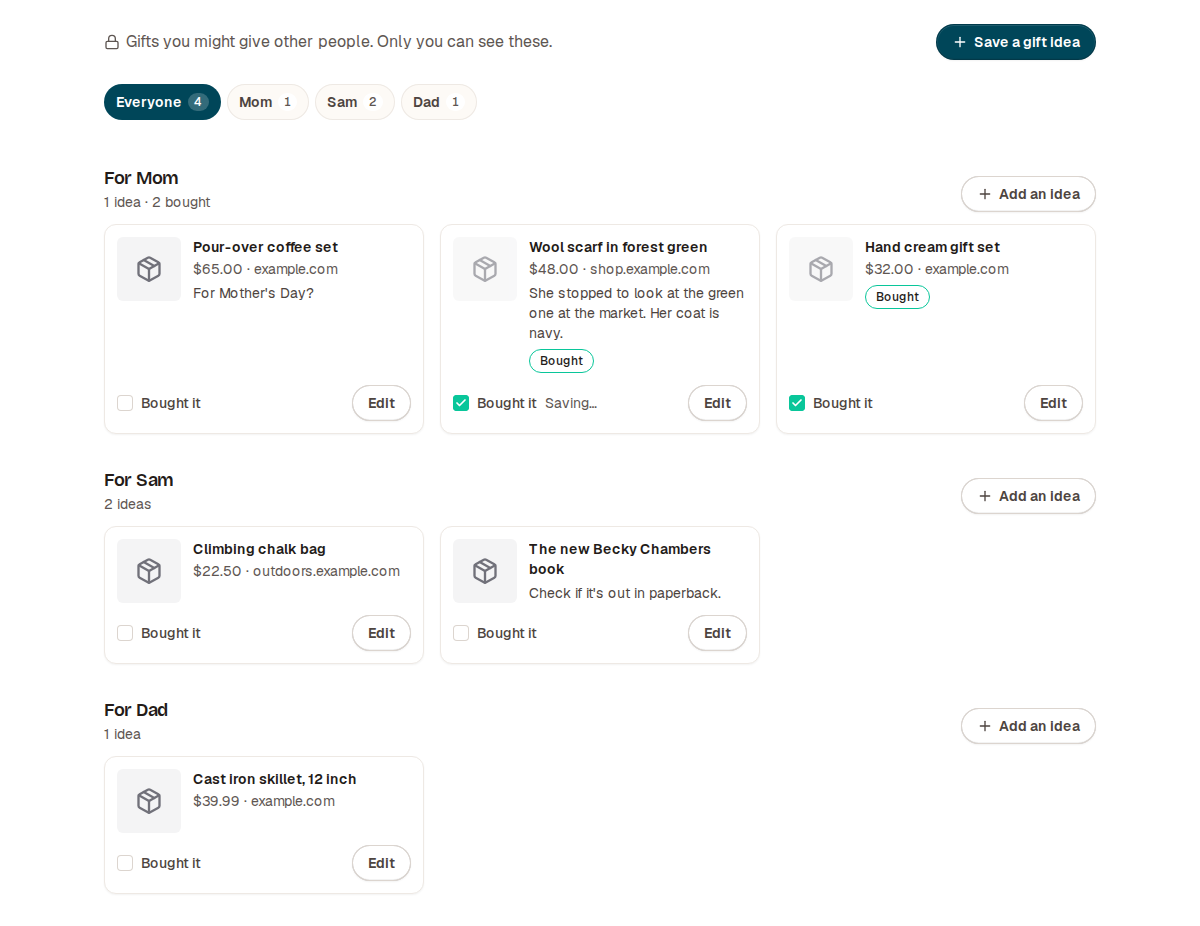 Gifts you might give other people. Only you can see these.
Save a gift idea
Everyone 4
Mom 1
Sam 2
Dad 1
For Mom
1 idea · 2 bought
Add an idea
Pour-over coffee set
$65.00 · example.com
For Mother's Day?
Bought it
Edit
Wool scarf in forest green
$48.00 · shop.example.com
She stopped to look at the green
one at the market. Her coat is
navy.
Bought
Bought it Saving...
Edit
Hand cream gift set
$32.00 · example.com
Bought
Bought it
Edit
For Sam
2 ideas
Add an idea
Climbing chalk bag
$22.50 · outdoors.example.com
Bought it
Edit
The new Becky Chambers
book
Check if it's out in paperback.
Bought it
Edit
For Dad
1 idea
Add an idea
Cast iron skillet, 12 inch
$39.99 · example.com
Bought it
Edit